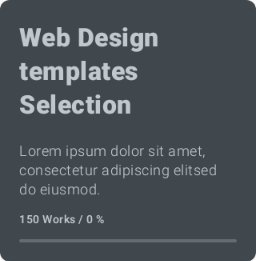 Web Design
templates
Selection
Lorem ipsum dolor sit amet,
consectetur adipiscing elitsed
do eiusmod.
150 Works / 0 %